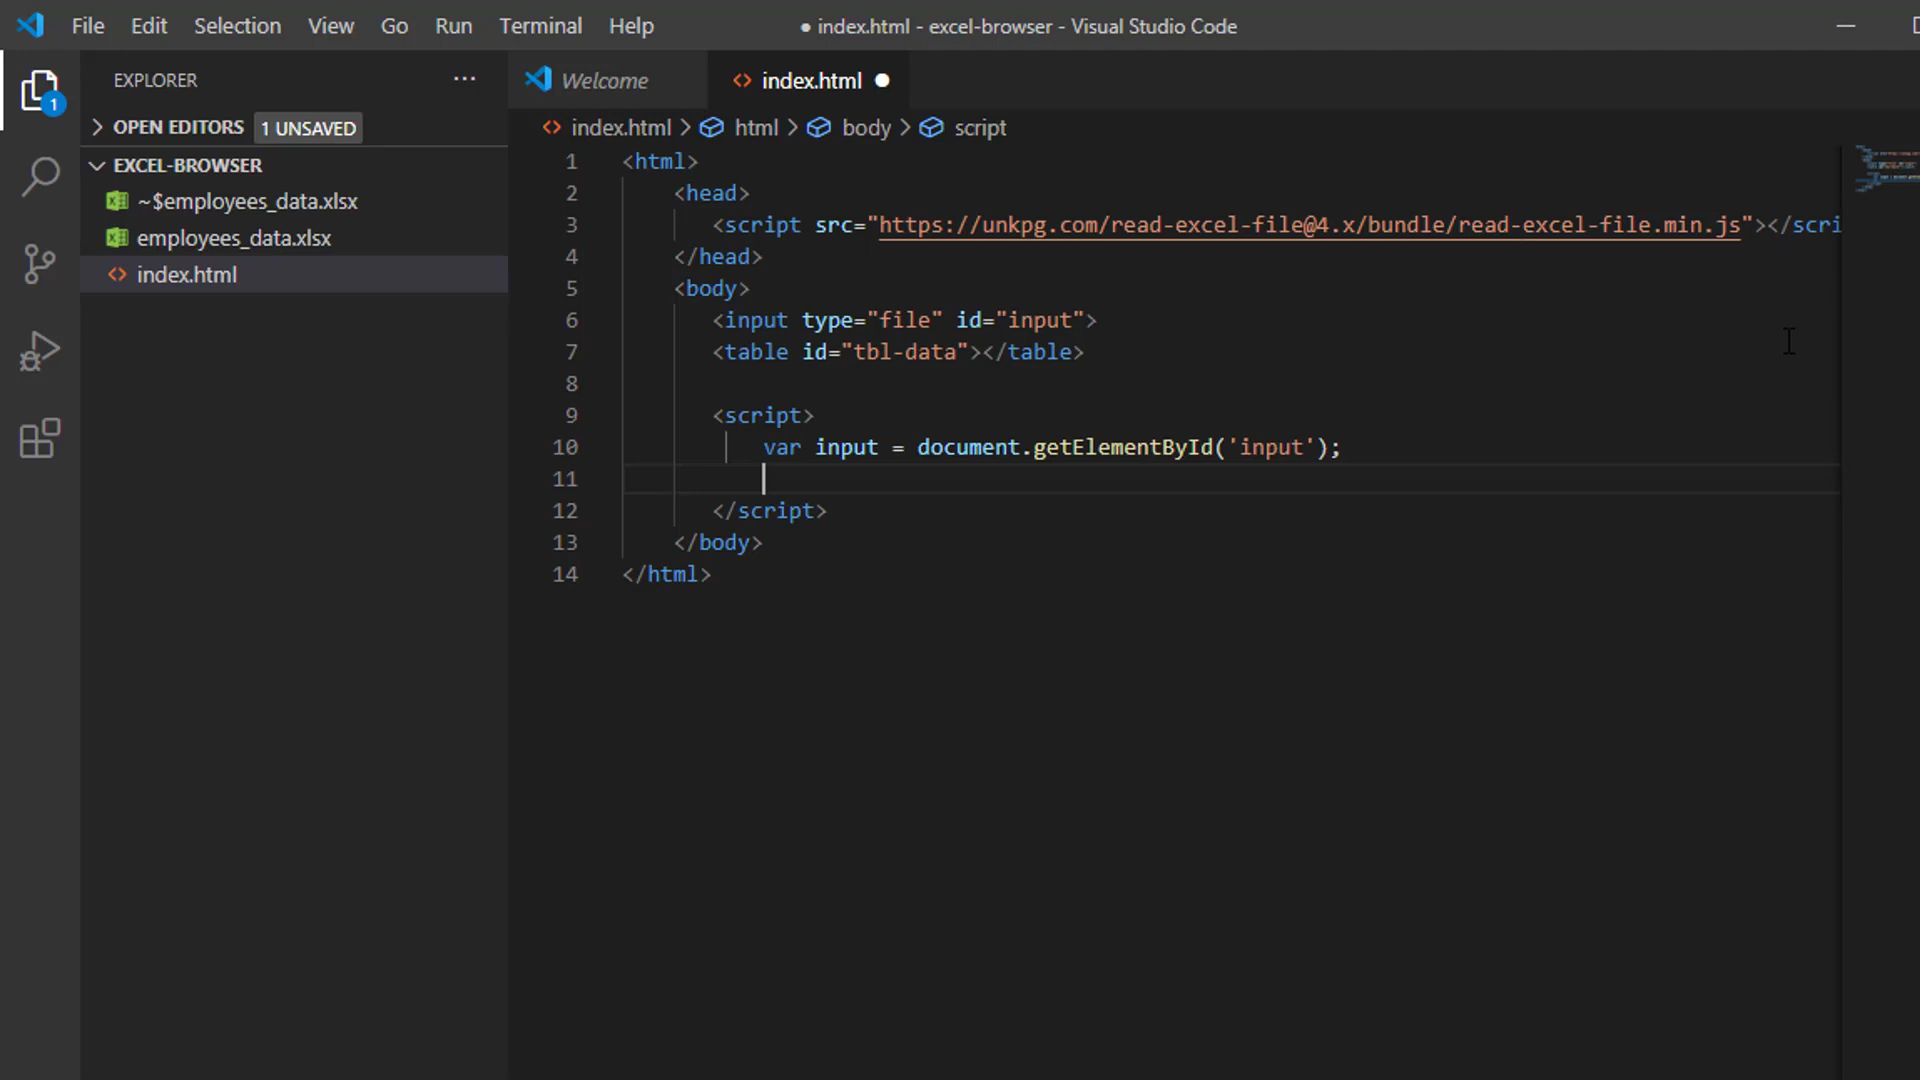 File Edit Selection View Go Run Terminal Help
● index.html - excel-browser - Visual Studio Code
EXPLORER ...
Welcome
index.html ●
1
OPEN EDITORS 1 UNSAVED
index.html > html > body > script
EXCEL-BROWSER
~$employees_data.xlsx
employees_data.xlsx
index.html
1 <html>
2 <head>
3 <script src="https://unkpg.com/read-excel-file@4.x/bundle/read-excel-file.min.js"></scri
4 </head>
5 <body>
6 <input type="file" id="input">
7 <table id="tbl-data"></table>
8
9 <script>
10 var input = document.getElementById('input');
11
12 </script>
13 </body>
14 </html>